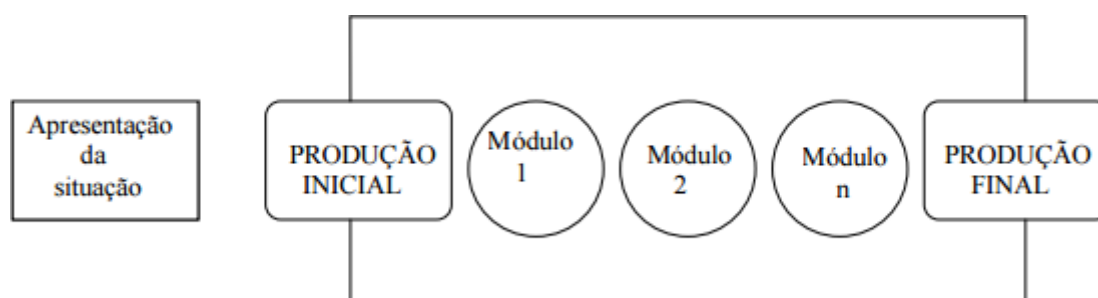 Apresentação
da
situação
PRODUÇÃO
INICIAL
Módulo
1
Módulo
2
Módulo
n
PRODUÇÃO
FINAL